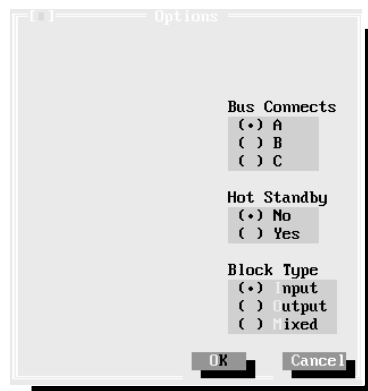 [■] Options
Bus Connects
(•) A
( ) B
( ) C
Hot Standby
(•) No
( ) Yes
Block Type
(•) Input
( ) Output
( ) Mixed
OK Cancel